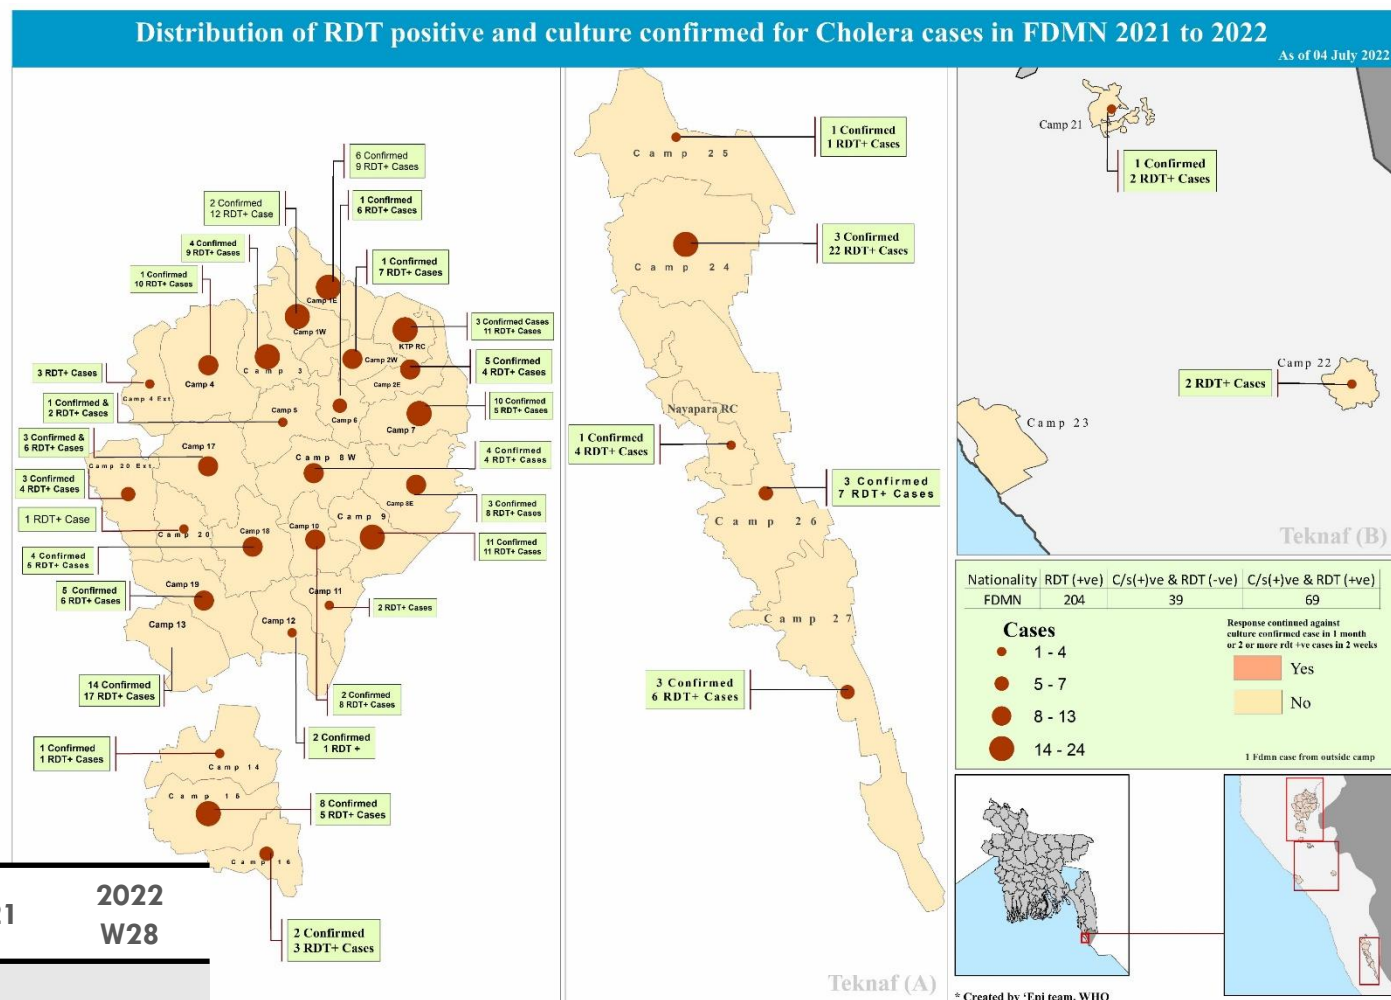 Distribution of RDT positive and culture confirmed for Cholera cases in FDMN 2021 to 2022
As of 04 July 2022
6 Confirmed
9 RDT+ Cases
2 Confirmed
12 RDT+ Case
1 Confirmed
6 RDT+ Cases
4 Confirmed
9 RDT+ Cases
1 Confirmed
7 RDT+ Cases
1 Confirmed
10 RDT+ Cases
3 Confirmed Cases
11 RDT+ Cases
5 Confirmed
4 RDT+ Cases
3 RDT+ Cases
1 Confirmed &
2 RDT+ Cases
10 Confirmed
5 RDT+ Cases
3 Confirmed &
6 RDT+ Cases
4 Confirmed
4 RDT+ Cases
3 Confirmed
4 RDT+ Cases
3 Confirmed
8 RDT+ Cases
1 RDT+ Case
11 Confirmed
11 RDT+ Cases
4 Confirmed
5 RDT+ Cases
5 Confirmed
6 RDT+ Cases
2 RDT+ Cases
14 Confirmed
17 RDT+ Cases
2 Confirmed
8 RDT+ Cases
2 Confirmed
1 RDT +
1 Confirmed
1 RDT+ Cases
8 Confirmed
5 RDT+ Cases
2 Confirmed
3 RDT+ Cases
Camp 1E
Camp 1W
KTP RC
Camp 2W
Camp 3
Camp 2E
Camp 4
Camp 4 Ext
Camp 5
Camp 6
Camp 7
Camp 17
Camp 8W
Camp 20 Ext
Camp 8E
Camp 9
Camp 10
Camp 18
Camp 20
Camp 19
Camp 11
Camp 13
Camp 12
Camp 14
Camp 16
Camp 16
2022
W28
1 Confirmed
1 RDT+ Cases
Camp 25
3 Confirmed
22 RDT+ Cases
Camp 24
Nayapara RC
1 Confirmed
4 RDT+ Cases
3 Confirmed
7 RDT+ Cases
Camp 26
Camp 27
3 Confirmed
6 RDT+ Cases
Teknaf (A)
Camp 21
1 Confirmed
2 RDT+ Cases
Camp 22
2 RDT+ Cases
Camp 23
Teknaf (B)
Nationality RDT (+ve) C/s(+)ve & RDT (-ve) C/s(+)ve & RDT (+ve)
FDMN 204 39 69
Cases
1 - 4
5 - 7
8 - 13
14 - 24
Response continued against
culture confirmed case in 1 month
or 2 or more rdt +ve cases in 2 weeks
Yes
No
1 Fdmn case from outside camp
* Created by 'Epi team, WHO